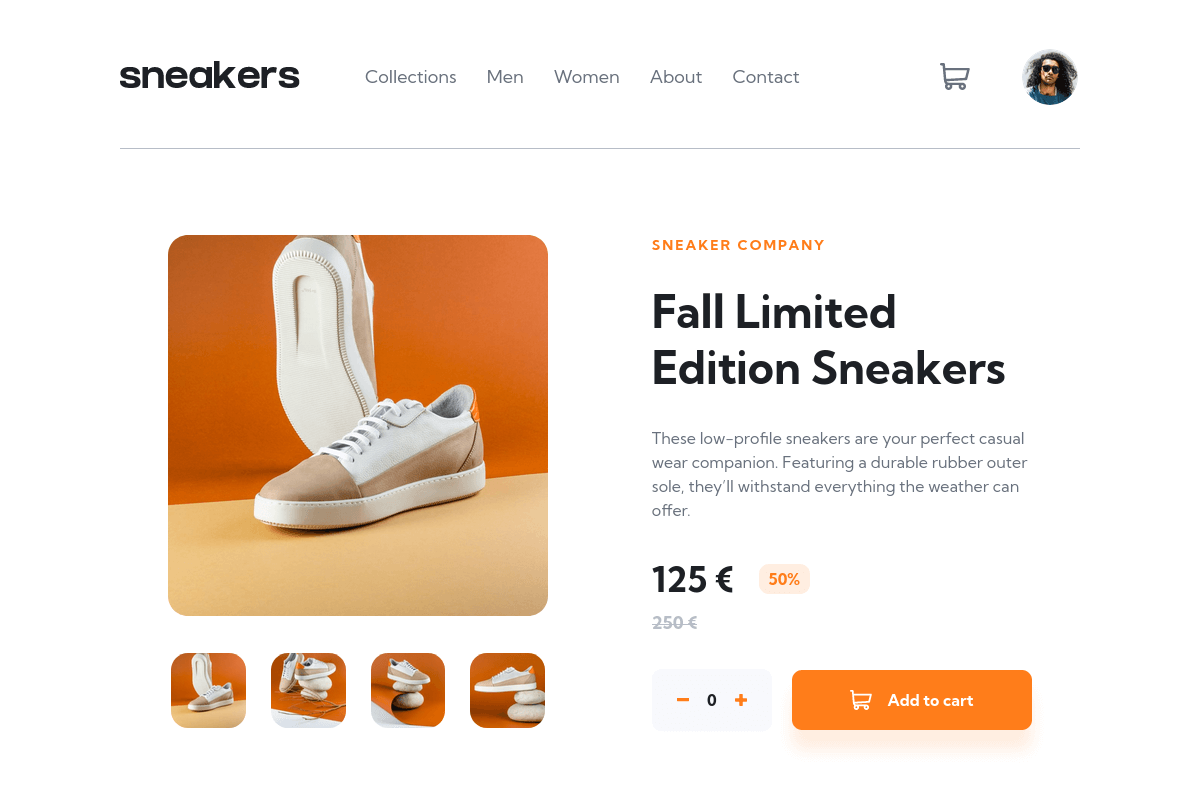 sneakers
Collections Men Women About Contact
SNEAKER COMPANY
Fall Limited
Edition Sneakers
These low-profile sneakers are your perfect casual
wear companion. Featuring a durable rubber outer
sole, they’ll withstand everything the weather can
offer.
125 € 50%
250 €
− 0 + Add to cart